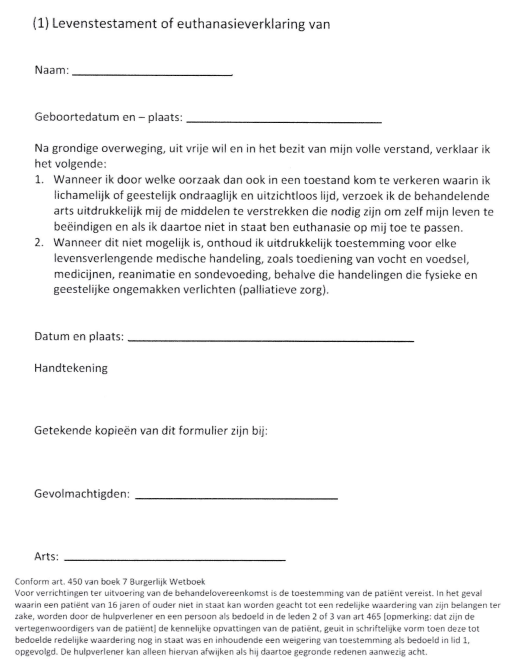 (1) Levenstestament of euthanasieverklaring van
Naam:
Geboortedatum en – plaats:
Na grondige overweging, uit vrije wil en in het bezit van mijn volle verstand, verklaar ik
het volgende:
1. Wanneer ik door welke oorzaak dan ook in een toestand kom te verkeren waarin ik
lichamelijk of geestelijk ondraaglijk en uitzichtloos lijd, verzoek ik de behandelende
arts uitdrukkelijk mij de middelen te verstrekken die nodig zijn om zelf mijn leven te
beëindigen en als ik daartoe niet in staat ben euthanasie op mij toe te passen.
2. Wanneer dit niet mogelijk is, onthoud ik uitdrukkelijk toestemming voor elke
levensverlengende medische handeling, zoals toediening van vocht en voedsel,
medicijnen, reanimatie en sondevoeding, behalve die handelingen die fysieke en
geestelijke ongemakken verlichten (palliatieve zorg).
Datum en plaats:
Handtekening
Getekende kopieën van dit formulier zijn bij:
Gevolmachtigden:
Arts:
Conform art. 450 van boek 7 Burgerlijk Wetboek
Voor verrichtingen ter uitvoering van de behandelovereenkomst is de toestemming van de patiënt vereist. In het geval
waarin een patiënt van 16 jaren of ouder niet in staat kan worden geacht tot een redelijke waardering van zijn belangen ter
zake, worden door de hulpverlener en een persoon als bedoeld in de leden 2 of 3 van art 465 [opmerking: dat zijn de
vertegenwoordigers van de patiënt] de kennelijke opvattingen van de patiënt, geuit in schriftelijke vorm toen deze tot
bedoelde redelijke waardering nog in staat was en inhoudende een weigering van toestemming als bedoeld in lid 1,
opgevolgd. De hulpverlener kan alleen hiervan afwijken als hij daartoe gegronde redenen aanwezig acht.